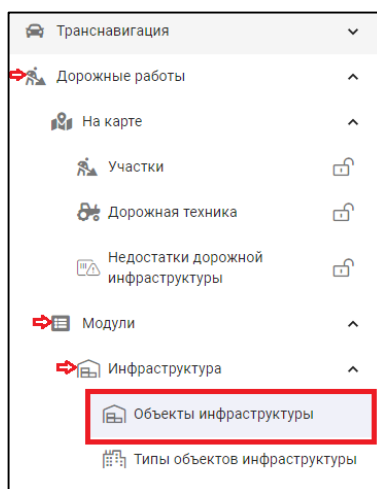 Транснавигация
Дорожные работы
На карте
Участки
Дорожная техника
Недостатки дорожной
инфраструктуры
Модули
Инфраструктура
Объекты инфраструктуры
Типы объектов инфраструктуры